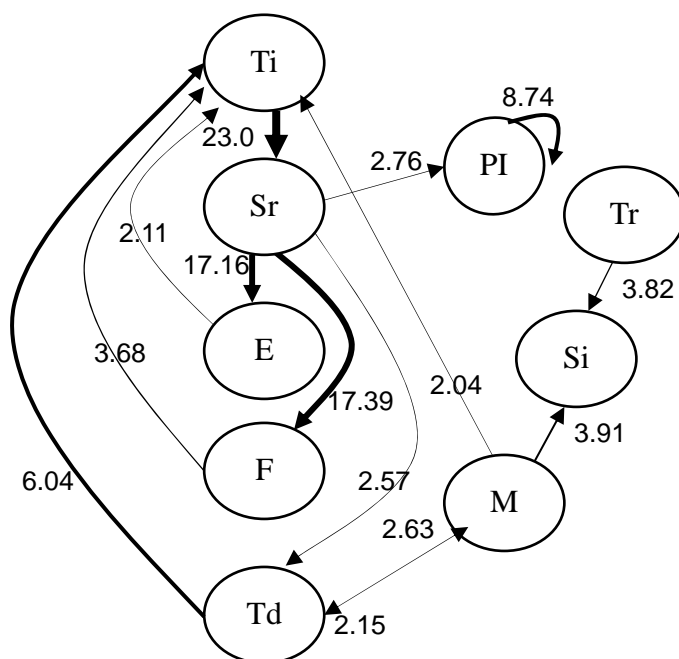 Ti
8.74
23.0
2.76
PI
Sr
Tr
2.11
17.16
3.82
E
Si
3.68
2.04
17.39
3.91
F
6.04
2.57
M
2.63
Td
2.15